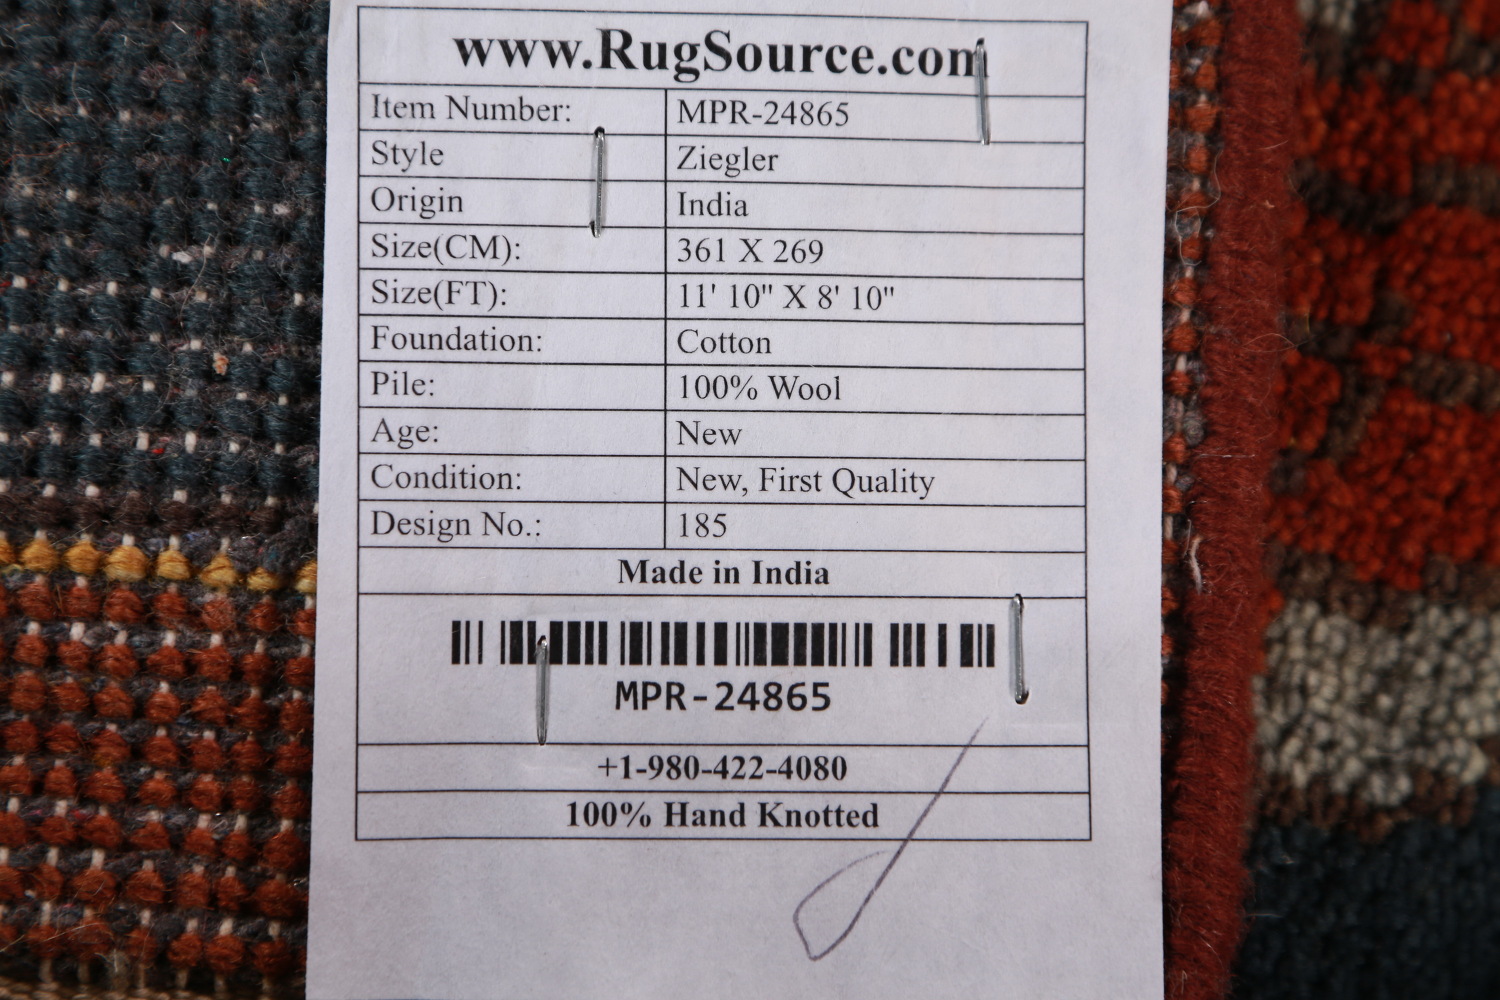 www.RugSource.com
Item Number: MPR-24865
Style Ziegler
Origin India
Size(CM): 361 X 269
Size(FT): 11' 10" X 8' 10"
Foundation: Cotton
Pile: 100% Wool
Age: New
Condition: New, First Quality
Design No.: 185
Made in India
MPR-24865
+1-980-422-4080
100% Hand Knotted